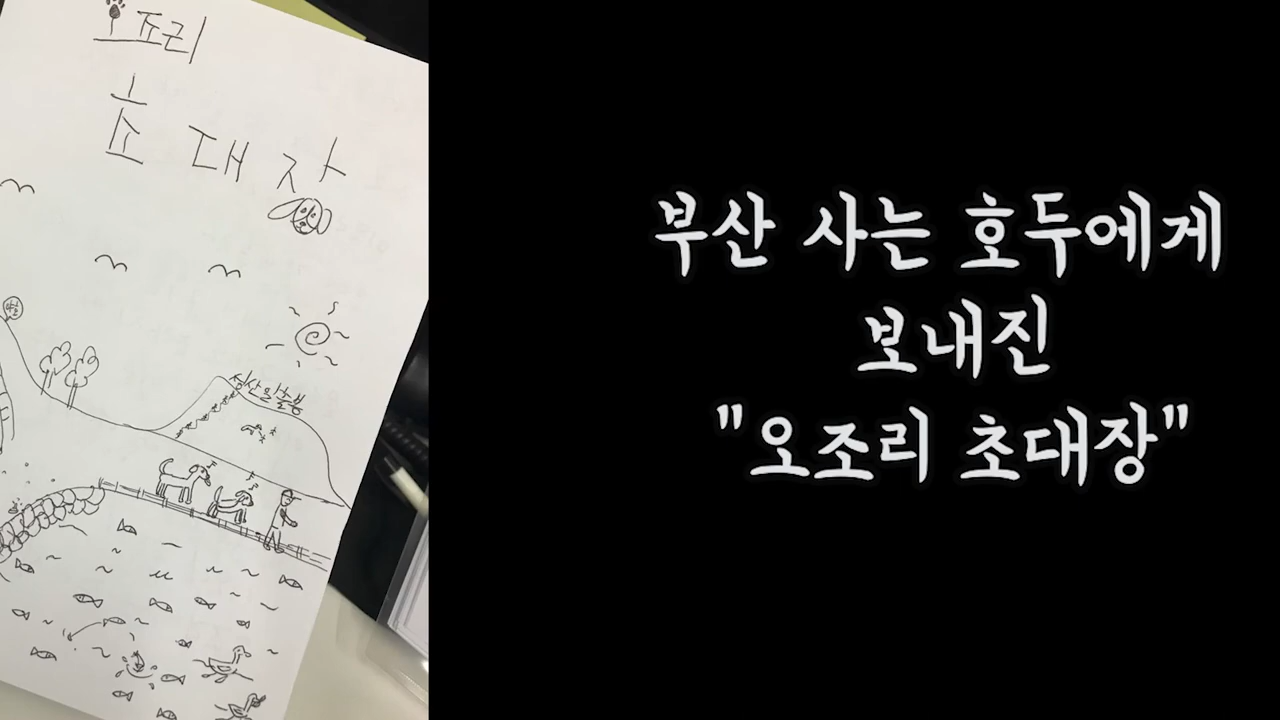 오조리
초대장
성산일출봉
부산 사는 호두에게
보내진
"오조리 초대장"